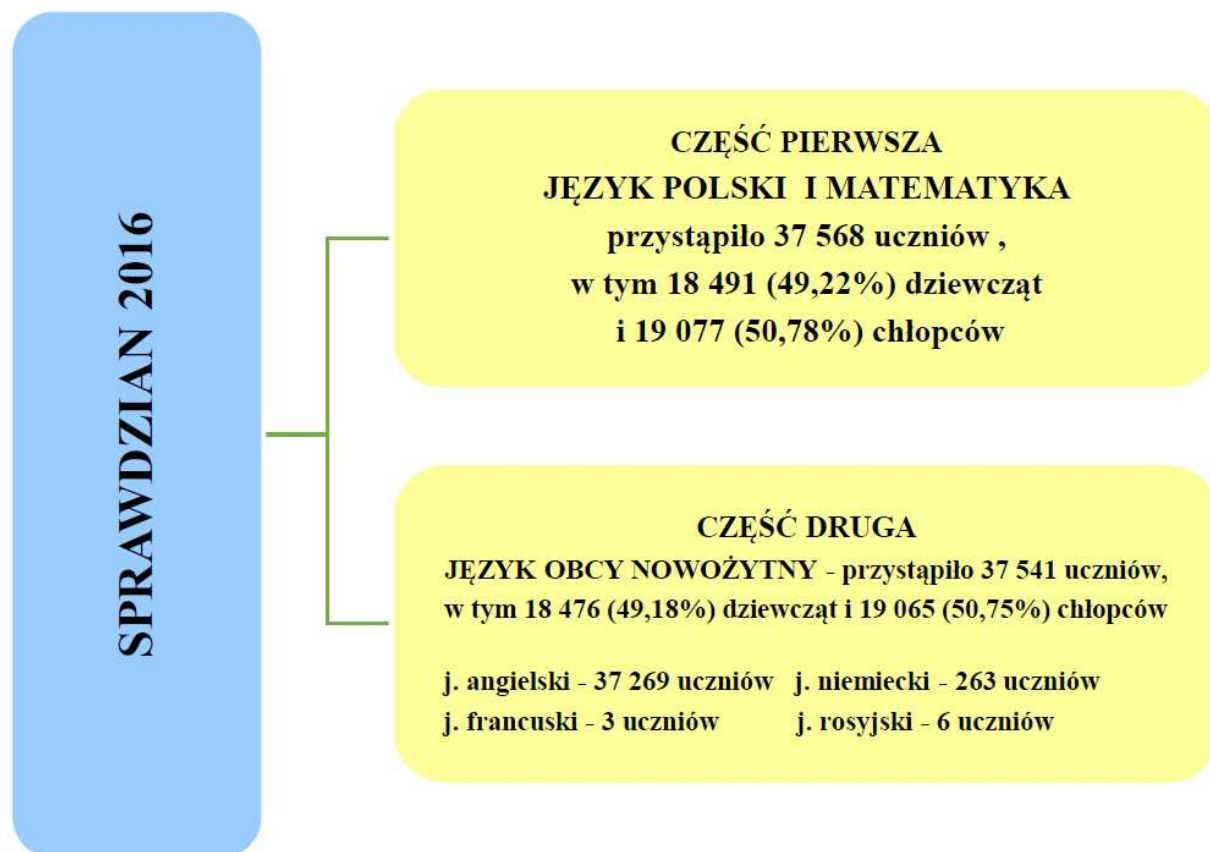 SPRAWDZIAN 2016
CZĘŚĆ PIERWSZA
JĘZYK POLSKI I MATEMATYKA
przystąpiło 37 568 uczniów ,
w tym 18 491 (49,22%) dziewcząt
i 19 077 (50,78%) chłopców
CZĘŚĆ DRUGA
JĘZYK OBCY NOWOŻYTNY - przystąpiło 37 541 uczniów,
w tym 18 476 (49,18%) dziewcząt i 19 065 (50,75%) chłopców
j. angielski - 37 269 uczniów j. niemiecki - 263 uczniów
j. francuski - 3 uczniów j. rosyjski - 6 uczniów